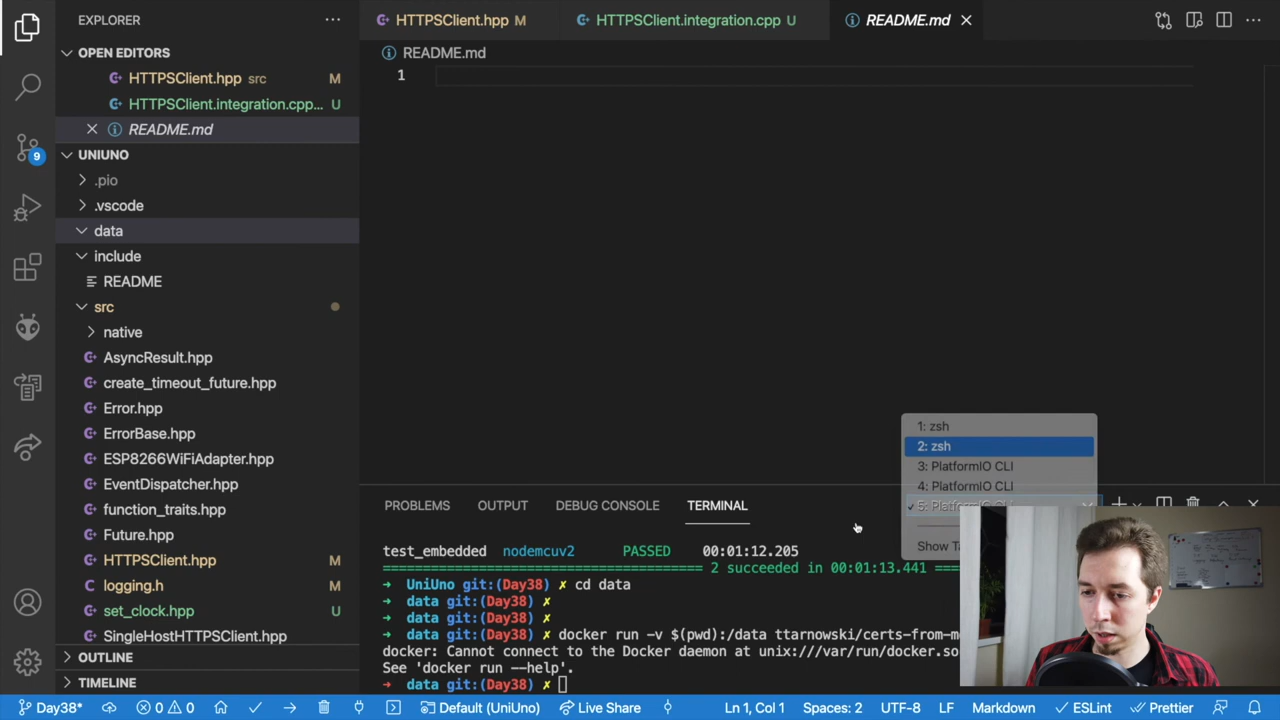 EXPLORER
HTTPSClient.hpp M
HTTPSClient.integration.cpp U
README.md
OPEN EDITORS
README.md
1
HTTPSClient.hpp src M
HTTPSClient.integration.cpp... U
README.md
9
UNIUNO
.pio
.vscode
data
include
README
src
native
AsyncResult.hpp
create_timeout_future.hpp
Error.hpp
ErrorBase.hpp
ESP8266WiFiAdapter.hpp
EventDispatcher.hpp
function_traits.hpp
Future.hpp
HTTPSClient.hpp M
logging.h M
set_clock.hpp U
SingleHostHTTPSClient.hpp
OUTLINE
TIMELINE
1: zsh
2: zsh
3: PlatformIO CLI
4: PlatformIO CLI
5: PlatformIO CLI
Show
PROBLEMS OUTPUT DEBUG CONSOLE TERMINAL
test_embedded nodemcuv2 PASSED 00:01:12.205
=================================== 2 succeeded in 00:01:13.441 ===
➜ UniUno git:(Day38) ✗ cd data
➜ data git:(Day38) ✗
➜ data git:(Day38) ✗
➜ data git:(Day38) ✗ docker run -v $(pwd):/data ttarnowski/certs-from-mo
docker: Cannot connect to the Docker daemon at unix:///var/run/docker.so
See 'docker run --help'.
➜ data git:(Day38) ✗
Day38* 0 0 Default (UniUno) Live Share Ln 1, Col 1 Spaces: 2 UTF-8 LF Markdown ESLint Prettier